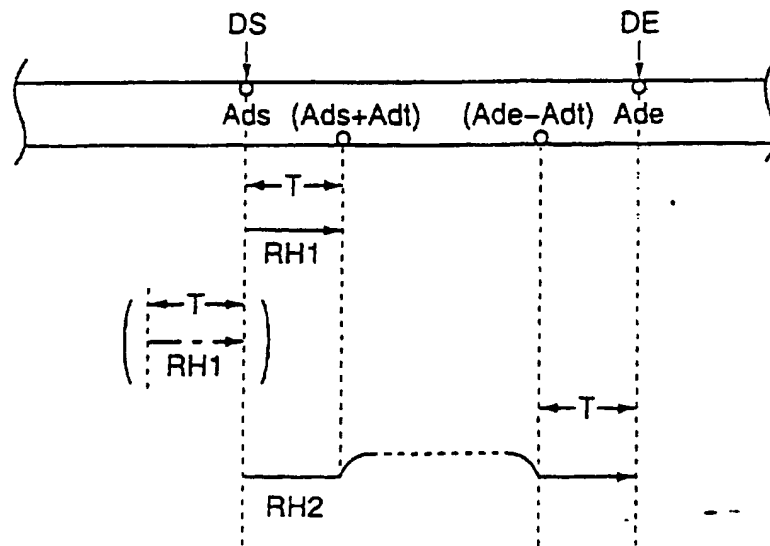 DS DE
Ads (Ads+Adt) (Ade−Adt) Ade
T
RH1
T
RH1
T
RH2